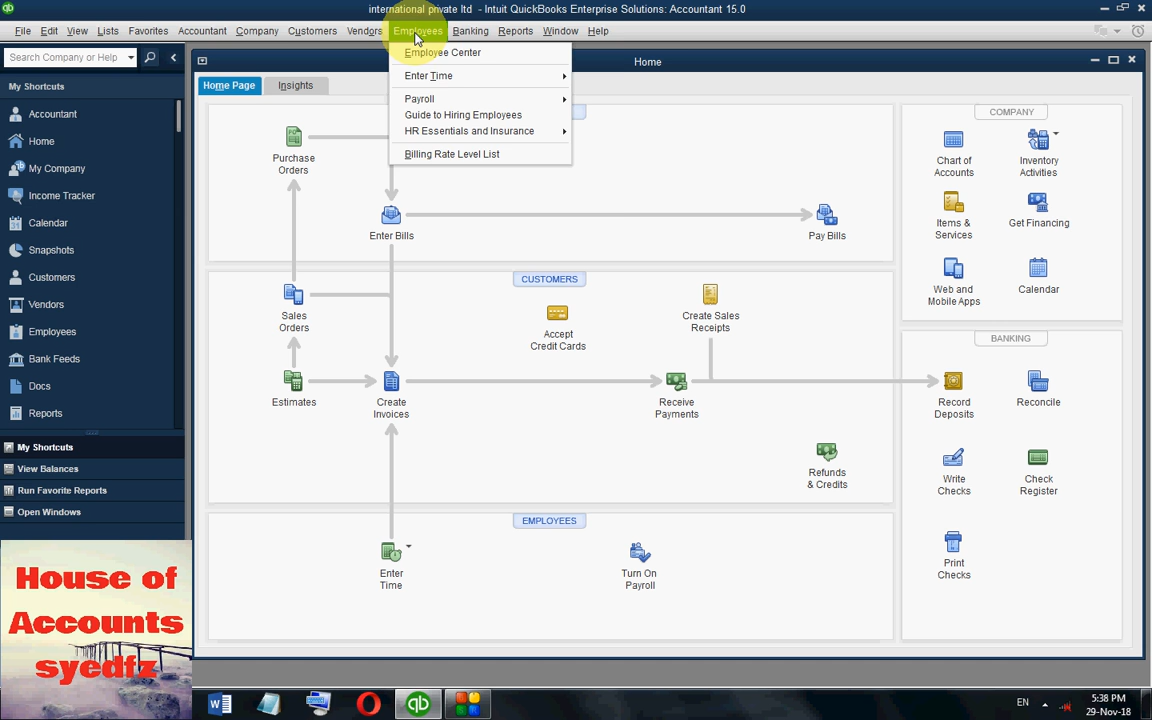 international private ltd - Intuit QuickBooks Enterprise Solutions: Accountant 15.0
File Edit View Lists Favorites Accountant Company Customers Vendors Employees Banking Reports Window Help
Search Company or Help
Home
Employee Center
Enter Time
Payroll
Guide to Hiring Employees
HR Essentials and Insurance
Billing Rate Level List
My Shortcuts
Accountant
Home
My Company
Income Tracker
Calendar
Snapshots
Customers
Vendors
Employees
Bank Feeds
Docs
Reports
My Shortcuts
View Balances
Run Favorite Reports
Open Windows
House of
Accounts
syedfz
Home Page Insights
Purchase
Orders
Enter Bills
Pay Bills
CUSTOMERS
Sales
Orders
Accept
Credit Cards
Create Sales
Receipts
Estimates
Create
Invoices
Receive
Payments
Refunds
& Credits
EMPLOYEES
Enter
Time
Turn On
Payroll
COMPANY
Chart of
Accounts
Inventory
Activities
Items &
Services
Get Financing
Web and
Mobile Apps
Calendar
BANKING
Record
Deposits
Reconcile
Write
Checks
Check
Register
Print
Checks
EN
5:38 PM
29-Nov-18